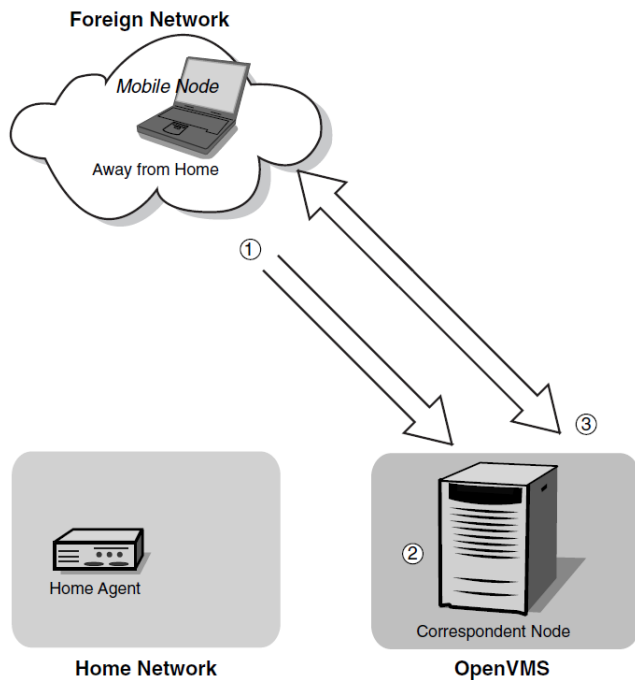 Foreign Network
Mobile Node
Away from Home
①
③
②
Home Agent
Correspondent Node
Home Network
OpenVMS